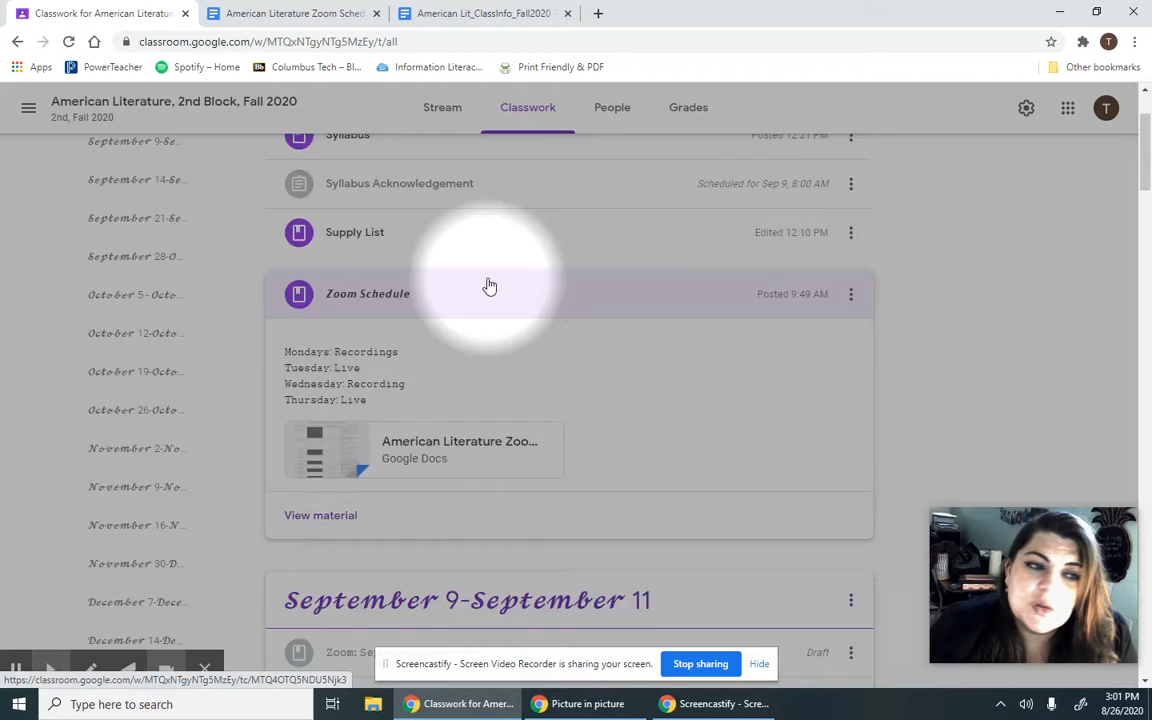 Classwork for American Literatur
American Literature Zoom Sched
American Lit_ClassInfo_Fall2020 -
classroom.google.com/w/MTQxNTgyNTg5MzEy/t/all
Apps
PowerTeacher
Spotify – Home
Columbus Tech – Bl...
Information Literac...
Print Friendly & PDF
Other bookmarks
American Literature, 2nd Block, Fall 2020
2nd, Fall 2020
Stream
Classwork
People
Grades
T
T
September 9-Se...
September 14-Se...
September 21-Se...
September 28-O...
October 5 - Octo...
October 12-Octo...
October 19-Octo...
October 26-Octo...
November 2-No...
November 9-No...
November 16-N...
November 30-D...
December 7-Dece...
December 14-De...
Syllabus
Posted 12:21 PM
Syllabus Acknowledgement
Scheduled for Sep 9, 8:00 AM
Supply List
Edited 12:10 PM
Zoom Schedule
Posted 9:49 AM
Mondays: Recordings
Tuesday: Live
Wednesday: Recording
Thursday: Live
American Literature Zoo...
Google Docs
View material
September 9-September 11
Zoom: Se
Draft
Screencastify - Screen Video Recorder is sharing your screen.
Stop sharing
Hide
https://classroom.google.com/w/MTQxNTgyNTg5MzEy/tc/MTQ4OTQ5NDU5Njk3
Type here to search
Classwork for Amer...
Picture in picture
Screencastify - Scre...
3:01 PM
8/26/2020